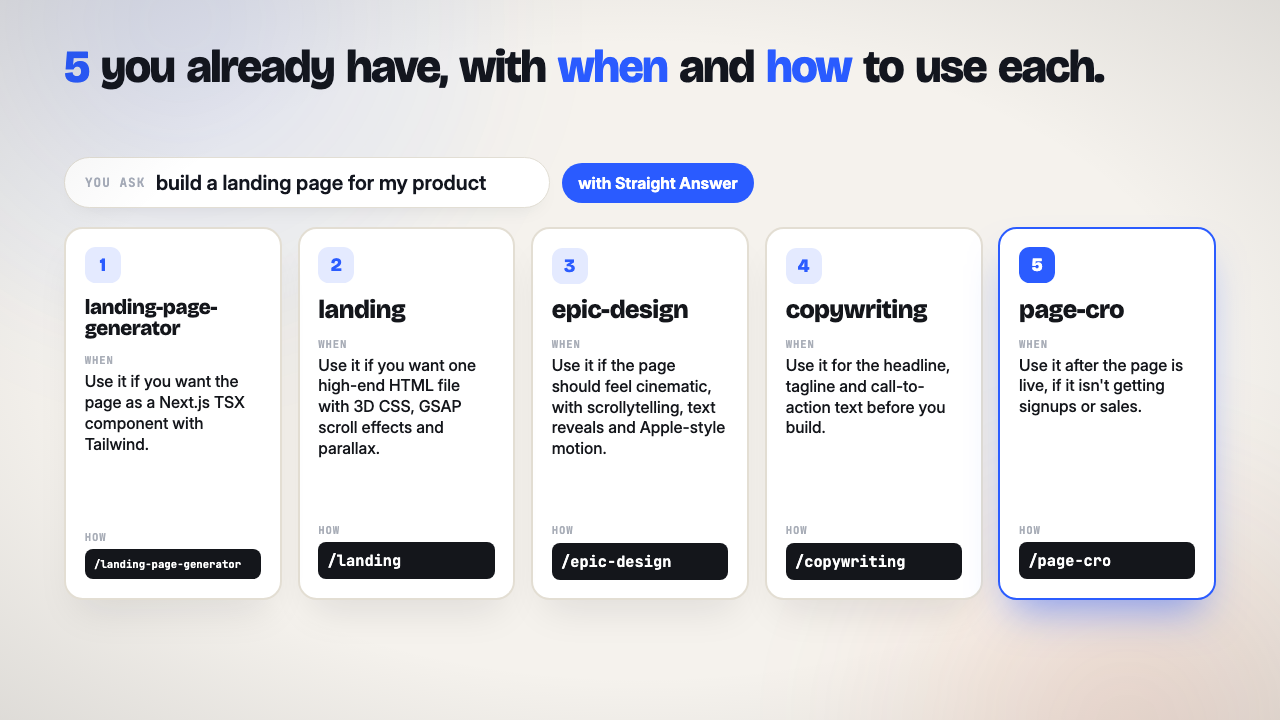 5 you already have, with when and how to use each.
YOU ASK build a landing page for my product
with Straight Answer
1
landing-page-
generator
WHEN
Use it if you want the
page as a Next.js TSX
component with
Tailwind.
HOW
/landing-page-generator
2
landing
WHEN
Use it if you want one
high-end HTML file
with 3D CSS, GSAP
scroll effects and
parallax.
HOW
/landing
3
epic-design
WHEN
Use it if the page
should feel cinematic,
with scrollytelling, text
reveals and Apple-style
motion.
HOW
/epic-design
4
copywriting
WHEN
Use it for the headline,
tagline and call-to-
action text before you
build.
HOW
/copywriting
5
page-cro
WHEN
Use it after the page is
live, if it isn't getting
signups or sales.
HOW
/page-cro